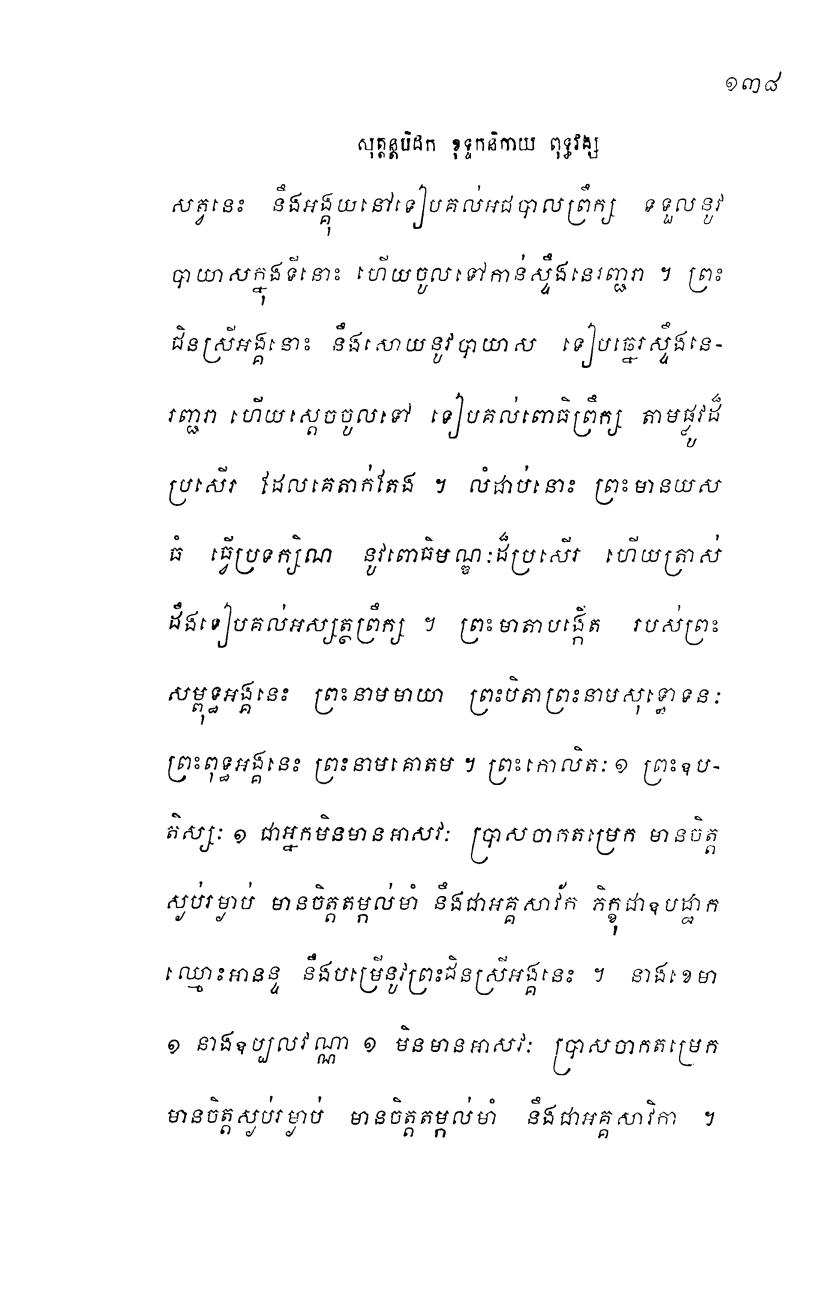 ១៣៨
សុត្តន្តបិដក ខុទ្ទកនិកាយ ពុទ្ធវង្ស
សត្វនេះ នឹងអង្គុយនៅទៀបគល់អជបាលព្រឹក្ស ទទួលនូវ
បាយាសក្នុងទីនោះ ហើយចូលទៅកាន់ស្ទឹងនេរញ្ជរា ។ ព្រះ
ជិនស្រីអង្គនោះ នឹងសោយនូវបាយាស ទៀបឆ្នេរស្ទឹងនេ-
រញ្ជរា ហើយស្តេចចូលទៅ ទៀបគល់ពោធិព្រឹក្ស តាមផ្លូវដ៏
ប្រសើរ ដែលគេតាក់តែង ។ លំដាប់នោះ ព្រះមានយស
ធំ ធ្វើប្រទក្សិណ នូវពោធិមណ្ឌៈដ៏ប្រសើរ ហើយត្រាស់
ដឹងទៀបគល់អស្សត្ថព្រឹក្ស ។ ព្រះមាតាបង្កើត របស់ព្រះ
សម្ពុទ្ធអង្គនេះ ព្រះនាមមាយា ព្រះបិតាព្រះនាមសុទ្ធោទនៈ
ព្រះពុទ្ធអង្គនេះ ព្រះនាមគោតម ។ ព្រះកោលិតៈ ១ ព្រះឧប-
តិស្សៈ ១ ជាអ្នកមិនមានអាសវៈ ប្រាសចាកតម្រេក មានចិត្ត
ស្ងប់រម្ងាប់ មានចិត្តតម្កល់មាំ នឹងជាអគ្គសាវ័ក ភិក្ខុជាឧបដ្ឋាក
ឈ្មោះអានន្ទ នឹងបម្រើនូវព្រះជិនស្រីអង្គនេះ ។ នាងខេមា
១ នាងឧប្បលវណ្ណា ១ មិនមានអាសវៈ ប្រាសចាកតម្រេក
មានចិត្តស្ងប់រម្ងាប់ មានចិត្តតម្កល់មាំ នឹងជាអគ្គសាវិកា ។